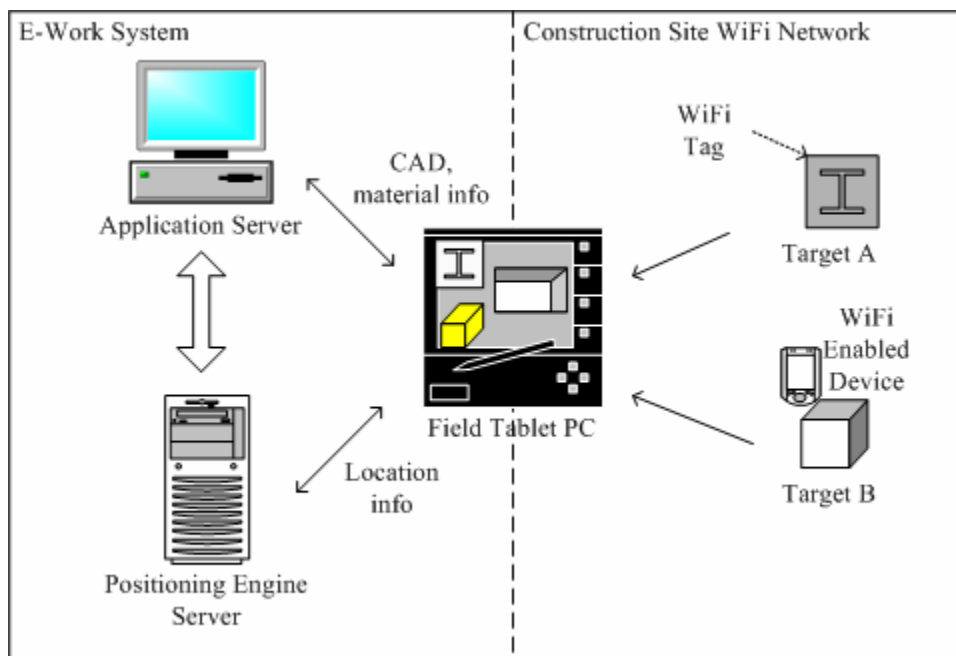 E-Work System
Construction Site WiFi Network
WiFi
Tag
CAD,
material info
Application Server
Target A
WiFi
Enabled
Device
Field Tablet PC
Location
info
Target B
Positioning Engine
Server